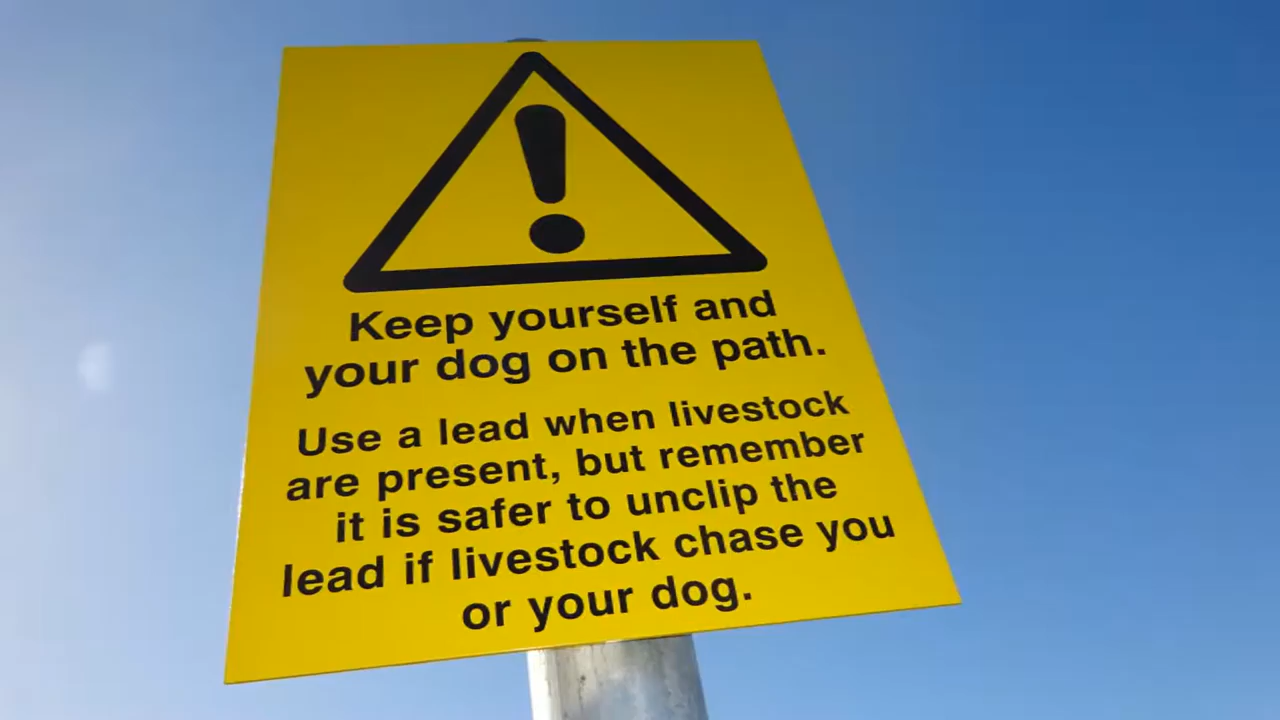 Keep yourself and
your dog on the path.
Use a lead when livestock
are present, but remember
it is safer to unclip the
lead if livestock chase you
or your dog.